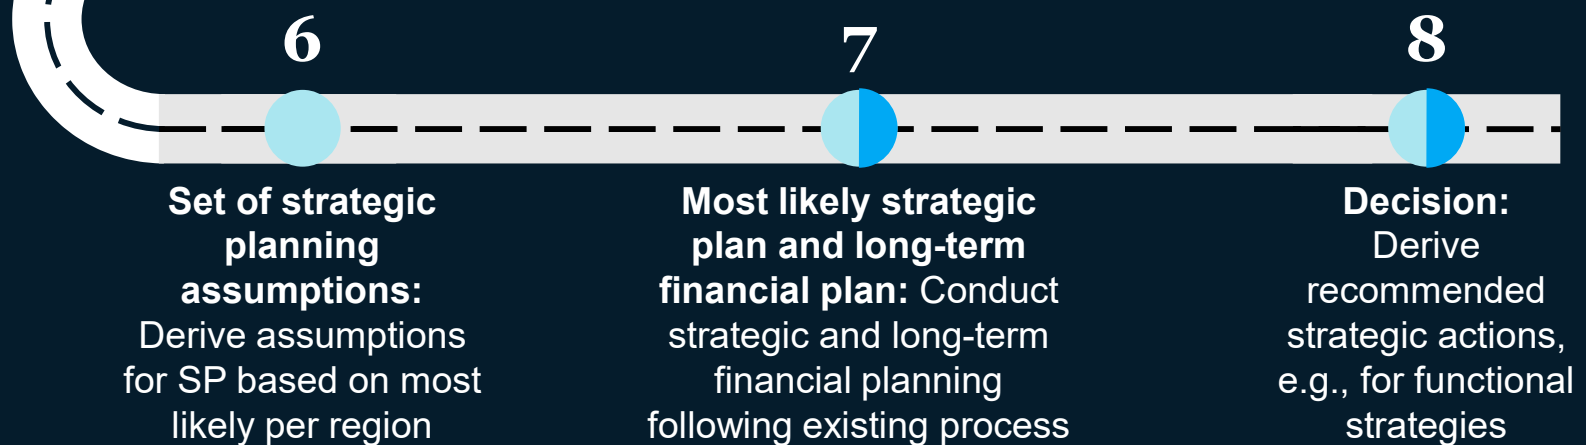 6
Set of strategic
planning
assumptions:
Derive assumptions
for SP based on most
likely per region
7
Most likely strategic
plan and long-term
financial plan: Conduct
strategic and long-term
financial planning
following existing process
8
Decision:
Derive
recommended
strategic actions,
e.g., for functional
strategies